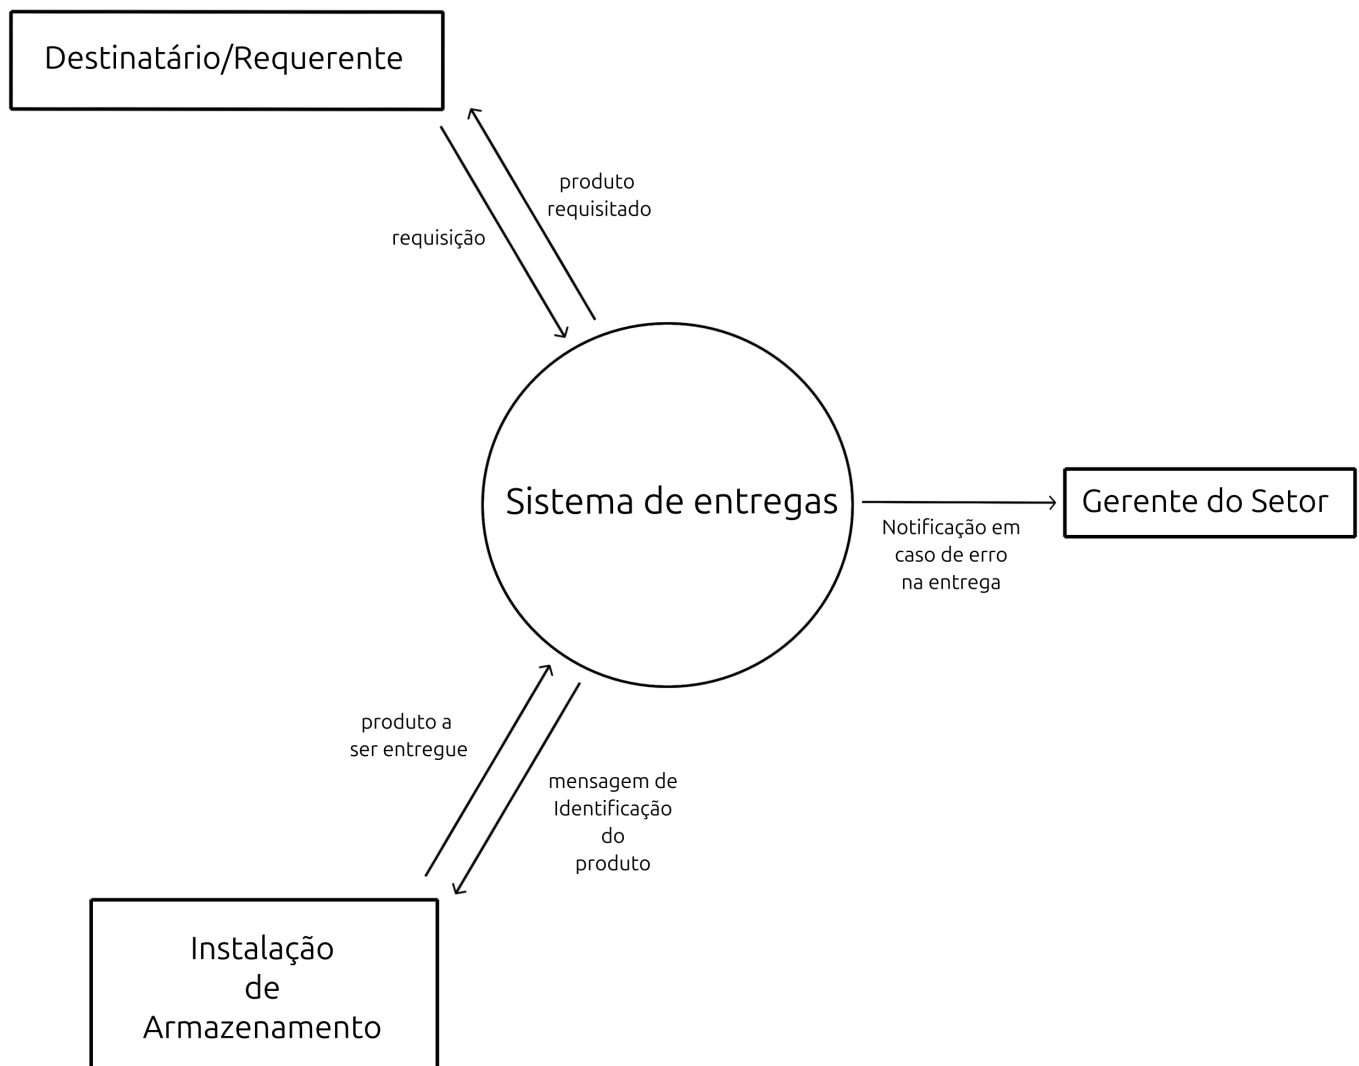 Destinatário/Requerente
produto
requisitado
requisição
Sistema de entregas
Gerente do Setor
Notificação em
caso de erro
na entrega
produto a
ser entregue
mensagem de
Identificação
do
produto
Instalação
de
Armazenamento